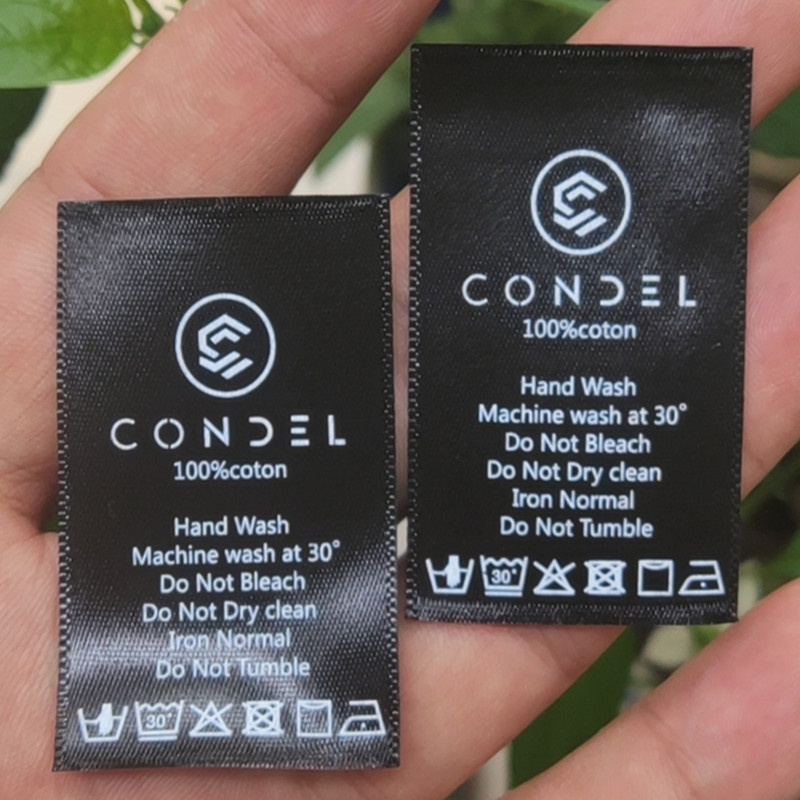 CONDEL
100%coton
Hand Wash
Machine wash at 30°
Do Not Bleach
Do Not Dry clean
Iron Normal
Do Not Tumble
30°
CONDEL
100%coton
Hand Wash
Machine wash at 30°
Do Not Bleach
Do Not Dry clean
Iron Normal
Do Not Tumble
30°